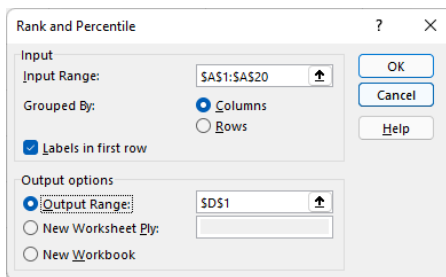 Rank and Percentile ? ×
Input
Input Range: $A$1:$A$20 OK
Grouped By: Columns Cancel
Rows
Labels in first row Help
Output options
Output Range: $D$1
New Worksheet Ply:
New Workbook